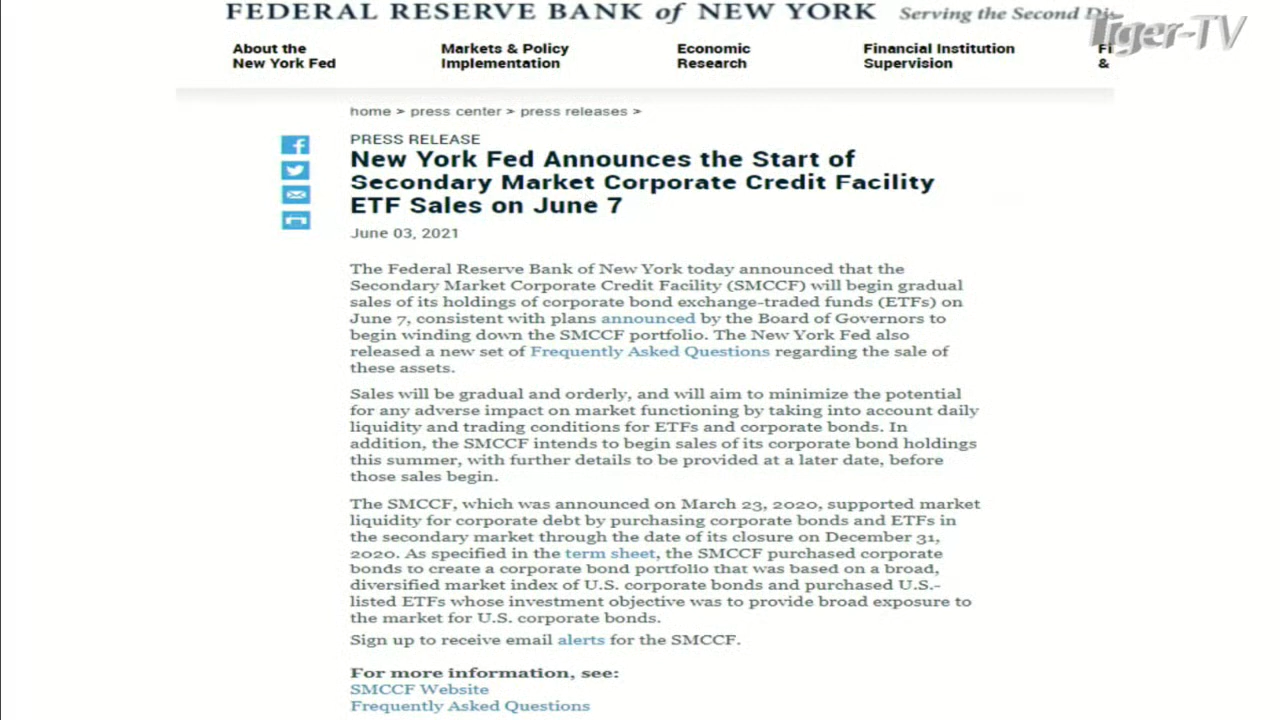 FEDERAL RESERVE BANK of NEW YORK Serving the Second
Tiger-TV
About the
New York Fed
Markets & Policy
Implementation
Economic
Research
Financial Institution
Supervision
&
home > press center > press releases >
PRESS RELEASE
New York Fed Announces the Start of
Secondary Market Corporate Credit Facility
ETF Sales on June 7
June 03, 2021
The Federal Reserve Bank of New York today announced that the
Secondary Market Corporate Credit Facility (SMCCF) will begin gradual
sales of its holdings of corporate bond exchange-traded funds (ETFs) on
June 7, consistent with plans announced by the Board of Governors to
begin winding down the SMCCF portfolio. The New York Fed also
released a new set of Frequently Asked Questions regarding the sale of
these assets.
Sales will be gradual and orderly, and will aim to minimize the potential
for any adverse impact on market functioning by taking into account daily
liquidity and trading conditions for ETFs and corporate bonds. In
addition, the SMCCF intends to begin sales of its corporate bond holdings
this summer, with further details to be provided at a later date, before
those sales begin.
The SMCCF, which was announced on March 23, 2020, supported market
liquidity for corporate debt by purchasing corporate bonds and ETFs in
the secondary market through the date of its closure on December 31,
2020. As specified in the term sheet, the SMCCF purchased corporate
bonds to create a corporate bond portfolio that was based on a broad,
diversified market index of U.S. corporate bonds and purchased U.S.-
listed ETFs whose investment objective was to provide broad exposure to
the market for U.S. corporate bonds.
Sign up to receive email alerts for the SMCCF.
For more information, see:
SMCCF Website
Frequently Asked Questions